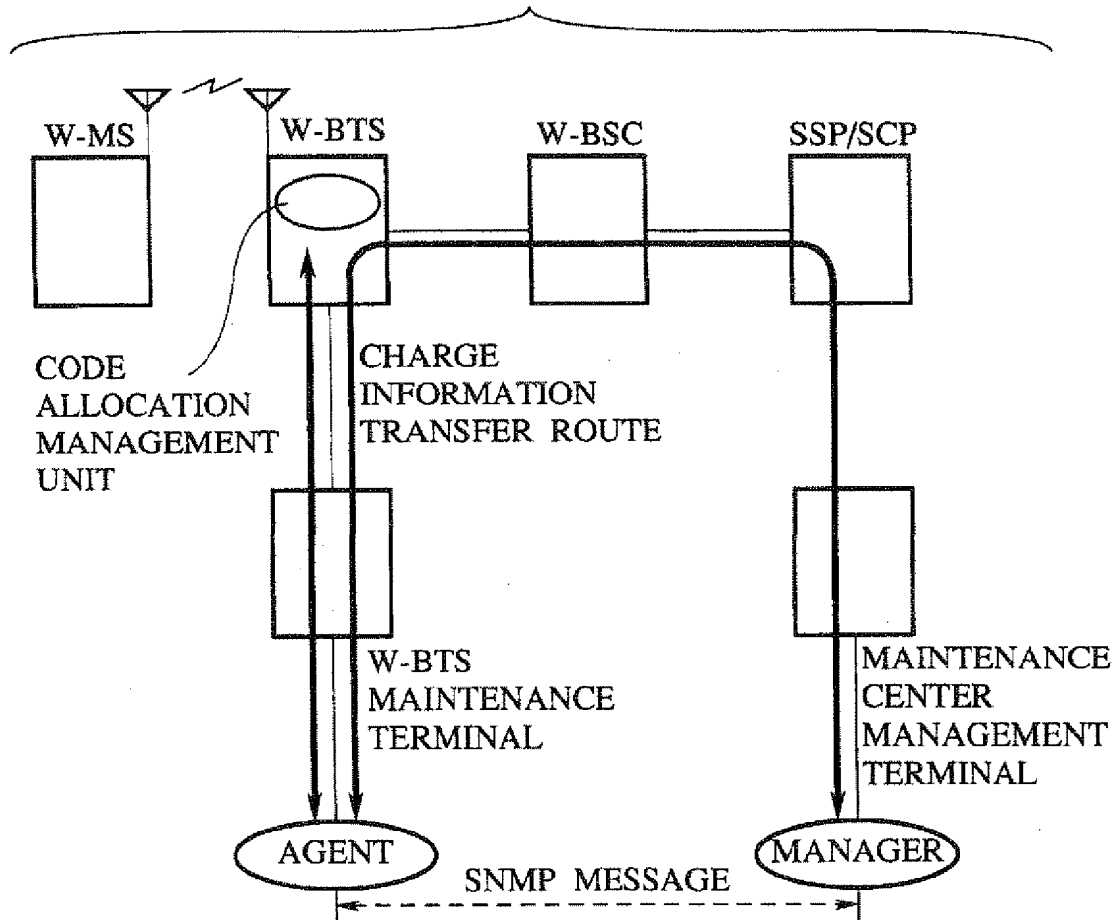 W-MS
W-BTS
W-BSC
SSP/SCP
CODE
ALLOCATION
MANAGEMENT
UNIT
CHARGE
INFORMATION
TRANSFER ROUTE
W-BTS
MAINTENANCE
TERMINAL
MAINTENANCE
CENTER
MANAGEMENT
TERMINAL
AGENT
MANAGER
SNMP MESSAGE